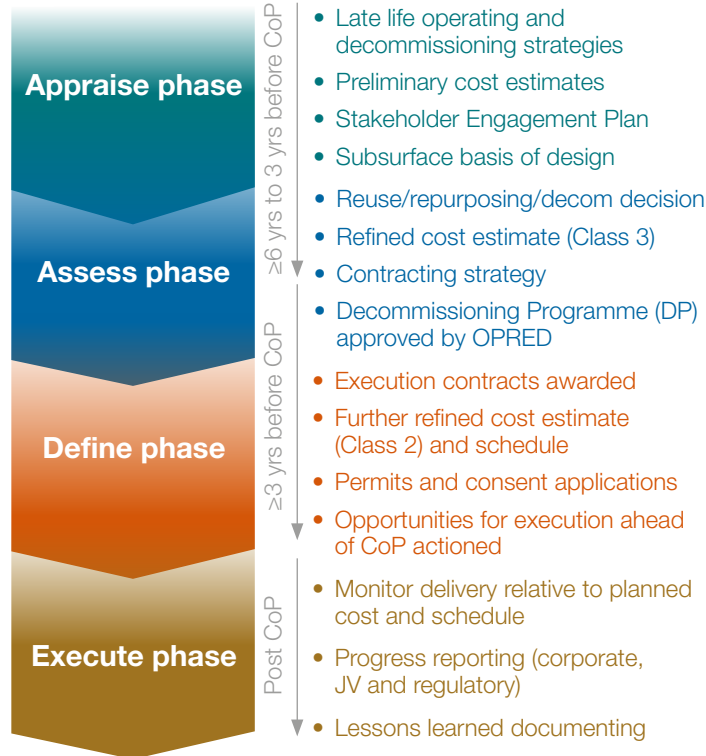 Appraise phase
≥6 yrs to 3 yrs before CoP
• Late life operating and
decommissioning strategies
• Preliminary cost estimates
• Stakeholder Engagement Plan
• Subsurface basis of design
Assess phase
• Reuse/repurposing/decom decision
• Refined cost estimate (Class 3)
• Contracting strategy
• Decommissioning Programme (DP)
approved by OPRED
Define phase
≥3 yrs before CoP
• Execution contracts awarded
• Further refined cost estimate
(Class 2) and schedule
• Permits and consent applications
• Opportunities for execution ahead
of CoP actioned
Execute phase
Post CoP
• Monitor delivery relative to planned
cost and schedule
• Progress reporting (corporate,
JV and regulatory)
• Lessons learned documenting